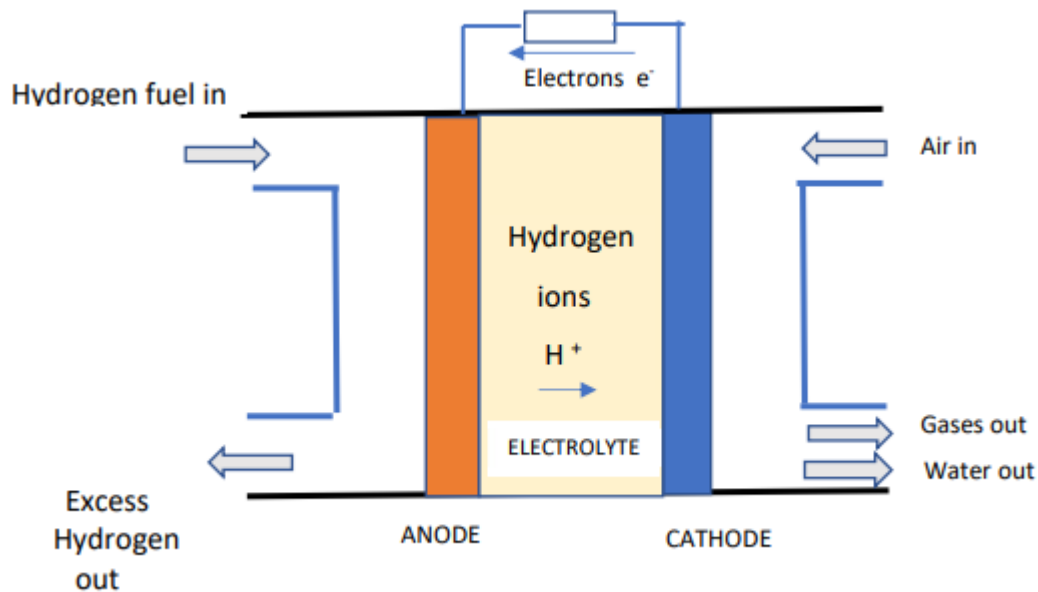 Electrons e-
Hydrogen fuel in
Air in
Hydrogen
ions
H +
ELECTROLYTE
Gases out
Water out
Excess
Hydrogen
out
ANODE
CATHODE